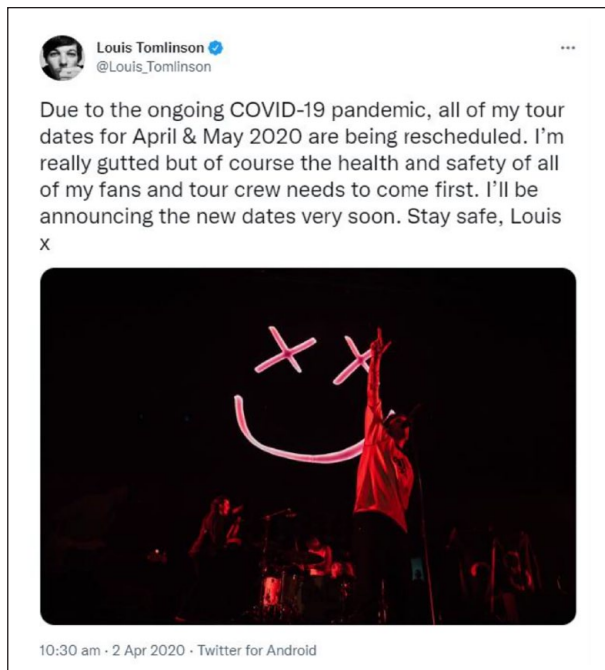 Louis Tomlinson
@Louis_Tomlinson
Due to the ongoing COVID-19 pandemic, all of my tour
dates for April & May 2020 are being rescheduled. I'm
really gutted but of course the health and safety of all
of my fans and tour crew needs to come first. I'll be
announcing the new dates very soon. Stay safe, Louis
x
10:30 am · 2 Apr 2020 · Twitter for Android